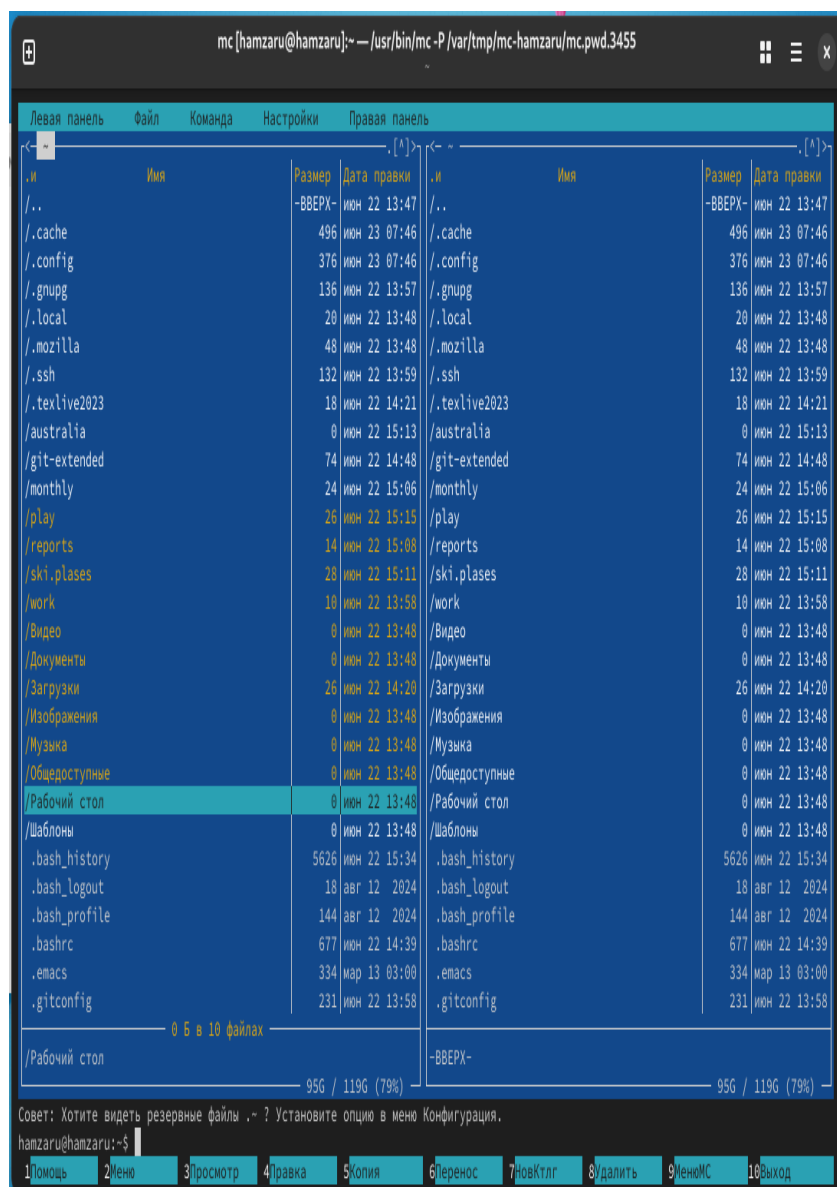 mc [hamzaru@hamzaru]:~ — /usr/bin/mc -P /var/tmp/mc-hamzaru/mc.pwd.3455
~
Левая панель Файл Команда Настройки Правая панель
<- ~ .[^]> <- ~ .[^]>
.и Имя Размер Дата правки .и Имя Размер Дата правки
/.. -ВВЕРХ- июн 22 13:47 /.. -ВВЕРХ- июн 22 13:47
/.cache 496 июн 23 07:46 /.cache 496 июн 23 07:46
/.config 376 июн 23 07:46 /.config 376 июн 23 07:46
/.gnupg 136 июн 22 13:57 /.gnupg 136 июн 22 13:57
/.local 20 июн 22 13:48 /.local 20 июн 22 13:48
/.mozilla 48 июн 22 13:48 /.mozilla 48 июн 22 13:48
/.ssh 132 июн 22 13:59 /.ssh 132 июн 22 13:59
/.texlive2023 18 июн 22 14:21 /.texlive2023 18 июн 22 14:21
/australia 0 июн 22 15:13 /australia 0 июн 22 15:13
/git-extended 74 июн 22 14:48 /git-extended 74 июн 22 14:48
/monthly 24 июн 22 15:06 /monthly 24 июн 22 15:06
/play 26 июн 22 15:15 /play 26 июн 22 15:15
/reports 14 июн 22 15:08 /reports 14 июн 22 15:08
/ski.plases 28 июн 22 15:11 /ski.plases 28 июн 22 15:11
/work 10 июн 22 13:58 /work 10 июн 22 13:58
/Видео 0 июн 22 13:48 /Видео 0 июн 22 13:48
/Документы 0 июн 22 13:48 /Документы 0 июн 22 13:48
/Загрузки 26 июн 22 14:20 /Загрузки 26 июн 22 14:20
/Изображения 0 июн 22 13:48 /Изображения 0 июн 22 13:48
/Музыка 0 июн 22 13:48 /Музыка 0 июн 22 13:48
/Общедоступные 0 июн 22 13:48 /Общедоступные 0 июн 22 13:48
/Рабочий стол 0 июн 22 13:48 /Рабочий стол 0 июн 22 13:48
/Шаблоны 0 июн 22 13:48 /Шаблоны 0 июн 22 13:48
.bash_history 5626 июн 22 15:34 .bash_history 5626 июн 22 15:34
.bash_logout 18 авг 12 2024 .bash_logout 18 авг 12 2024
.bash_profile 144 авг 12 2024 .bash_profile 144 авг 12 2024
.bashrc 677 июн 22 14:39 .bashrc 677 июн 22 14:39
.emacs 334 мар 13 03:00 .emacs 334 мар 13 03:00
.gitconfig 231 июн 22 13:58 .gitconfig 231 июн 22 13:58
0 Б в 10 файлах
/Рабочий стол -ВВЕРХ-
95G / 119G (79%) 95G / 119G (79%)
Совет: Хотите видеть резервные файлы .~ ? Установите опцию в меню Конфигурация.
hamzaru@hamzaru:~$
1Помощь 2Меню 3Просмотр 4Правка 5Копия 6Перенос 7НовКтлг 8Удалить 9МенюМС 10Выход